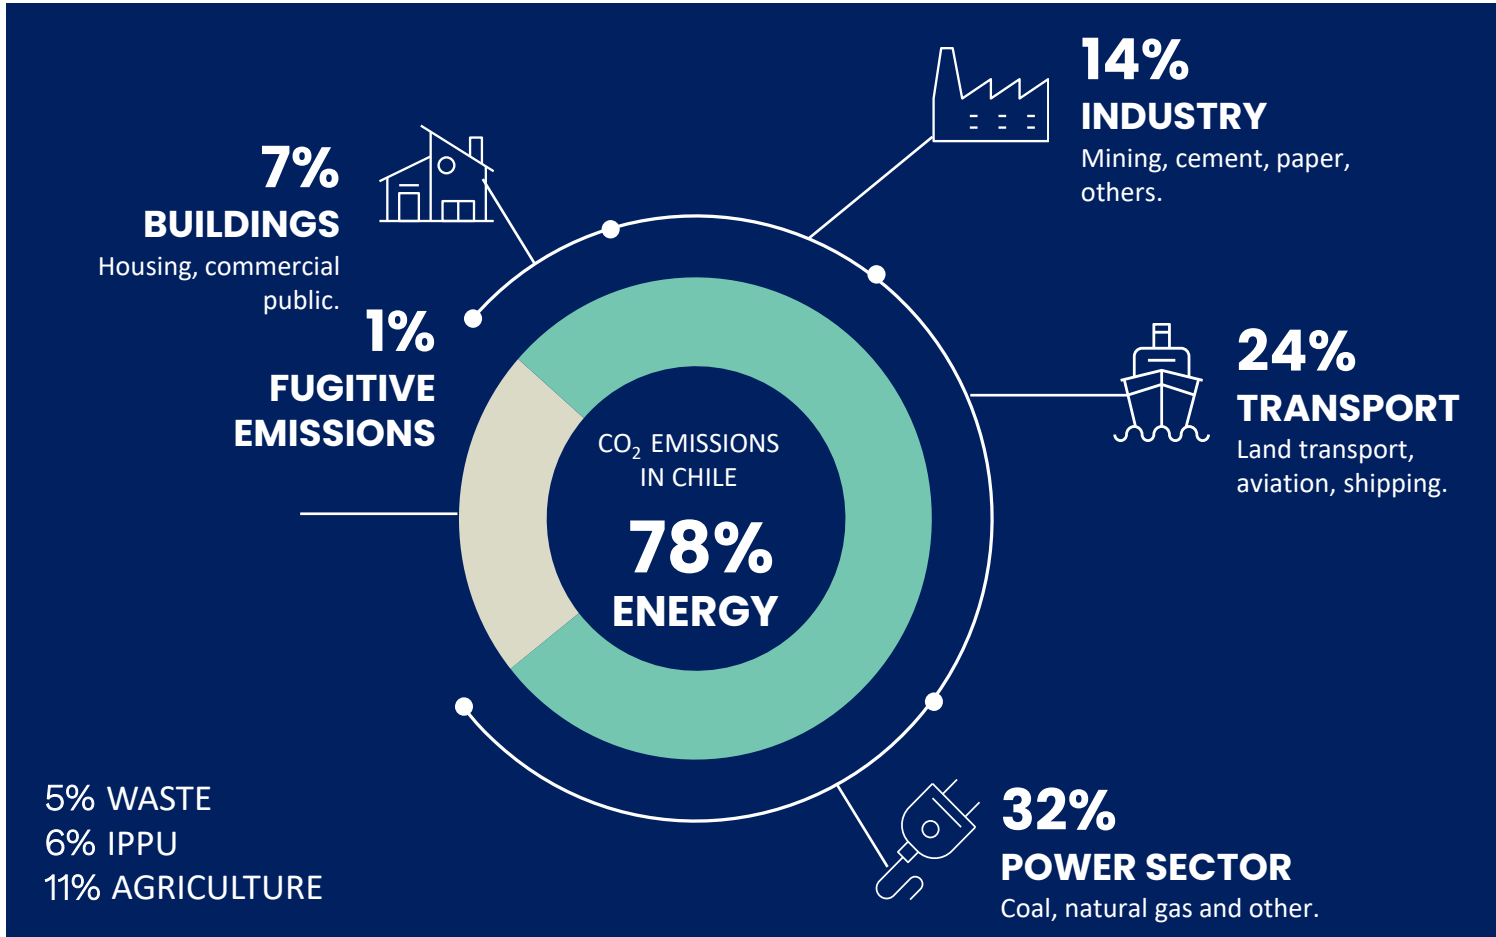 14%
INDUSTRY
Mining, cement, paper,
others.
7%
BUILDINGS
Housing, commercial
public.
1%
FUGITIVE
EMISSIONS
24%
TRANSPORT
Land transport,
aviation, shipping.
CO₂ EMISSIONS
IN CHILE
78%
ENERGY
32%
POWER SECTOR
Coal, natural gas and other.
5% WASTE
6% IPPU
11% AGRICULTURE